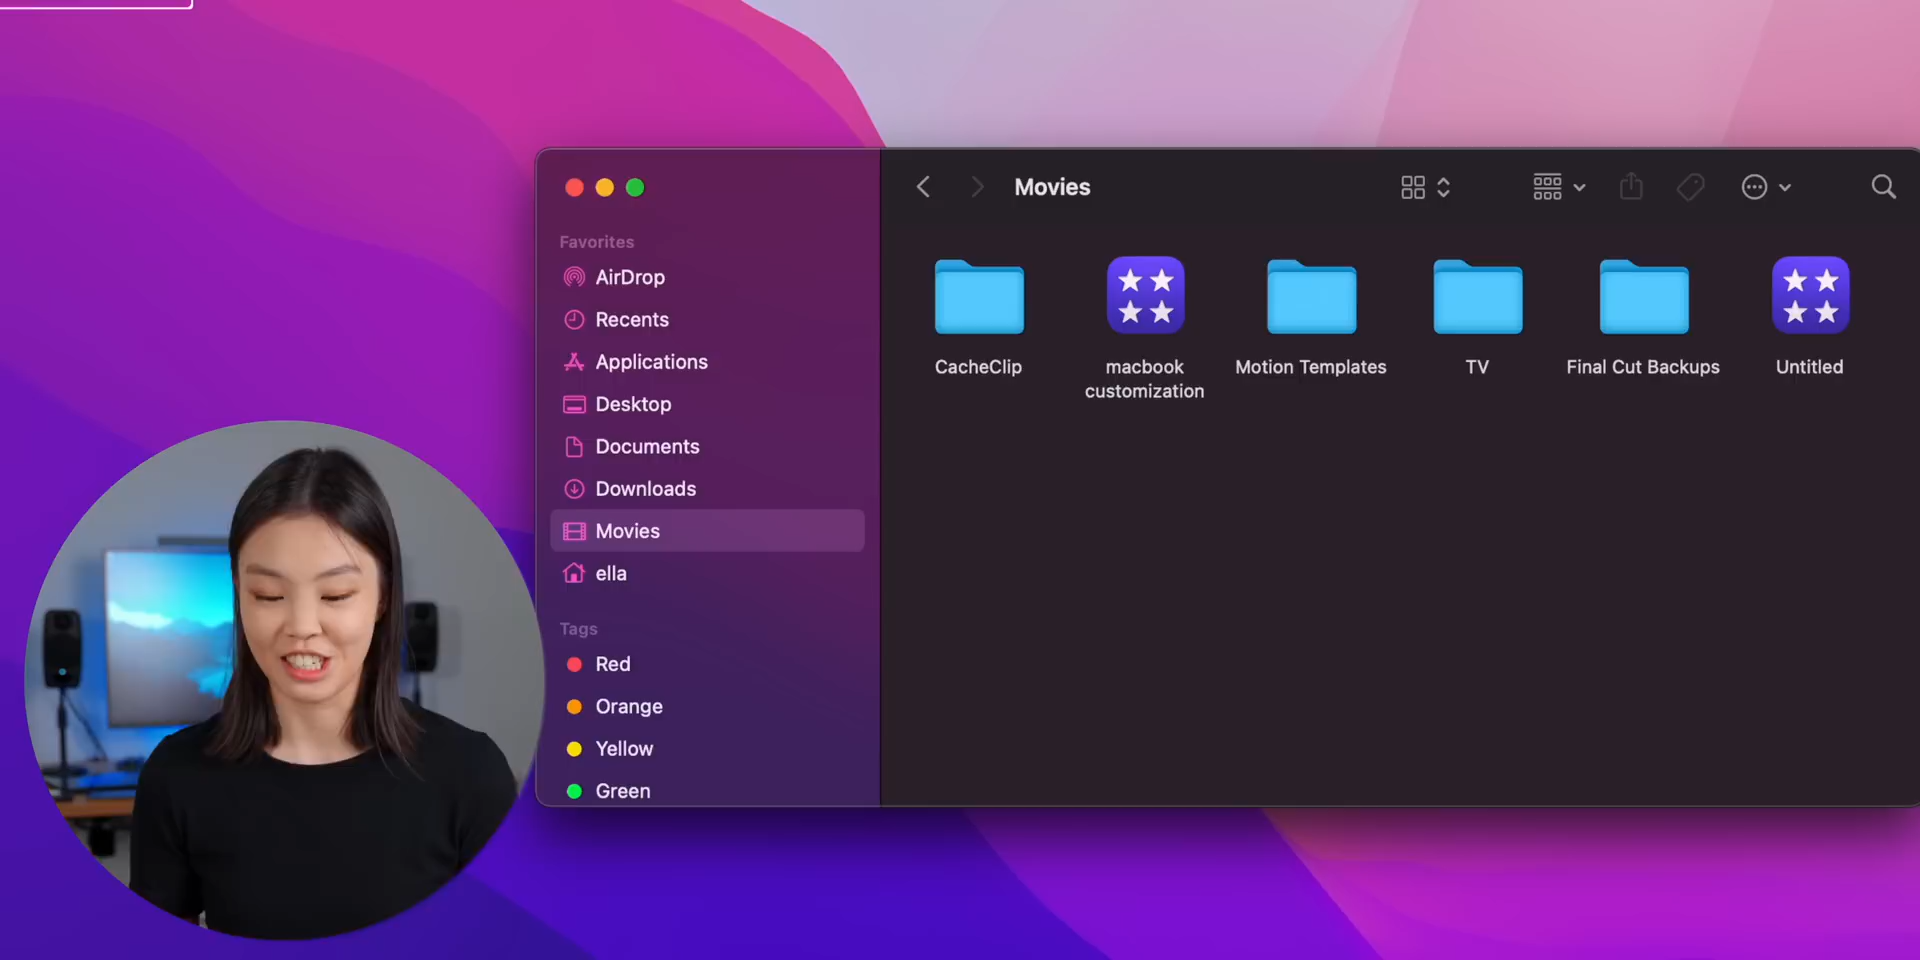 Movies
Favorites
AirDrop
Recents
Applications
Desktop
Documents
Downloads
Movies
ella
Tags
Red
Orange
Yellow
Green
CacheClip
macbook
customization
Motion Templates
TV
Final Cut Backups
Untitled